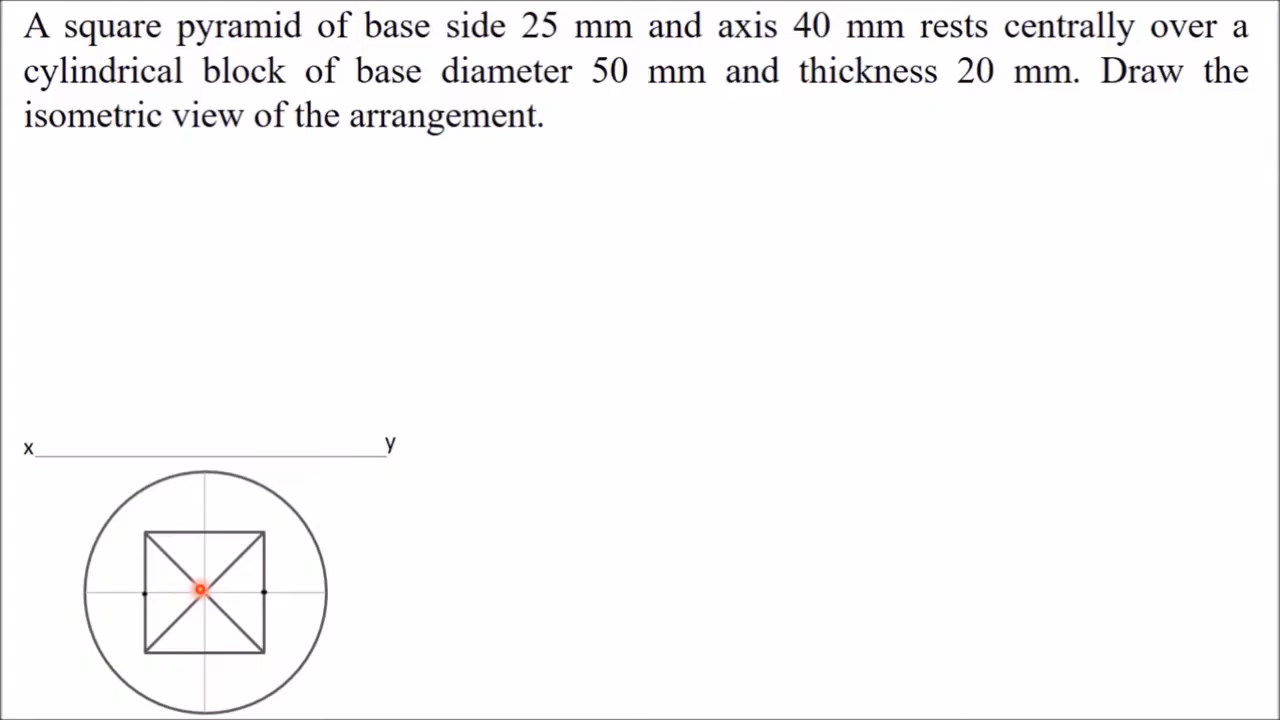 A square pyramid of base side 25 mm and axis 40 mm rests centrally over a
cylindrical block of base diameter 50 mm and thickness 20 mm. Draw the
isometric view of the arrangement.
x y